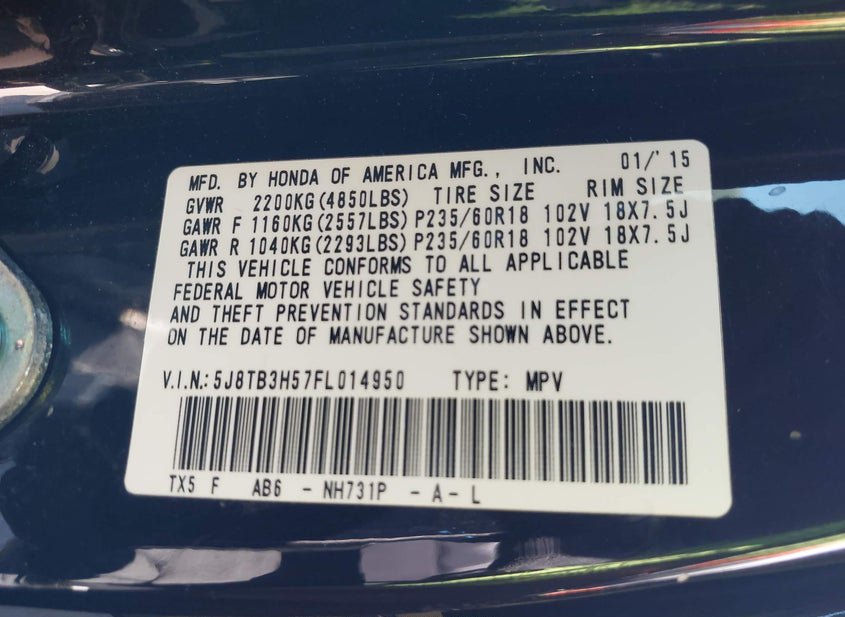 MFD. BY HONDA OF AMERICA MFG., INC. 01/'15
GVWR 2200KG(4850LBS) TIRE SIZE RIM SIZE
GAWR F 1160KG(2557LBS) P235/60R18 102V 18X7.5J
GAWR R 1040KG(2293LBS) P235/60R18 102V 18X7.5J
THIS VEHICLE CONFORMS TO ALL APPLICABLE
FEDERAL MOTOR VEHICLE SAFETY
AND THEFT PREVENTION STANDARDS IN EFFECT
ON THE DATE OF MANUFACTURE SHOWN ABOVE.
V.I.N.: 5J8TB3H57FL014950 TYPE: MPV
TX5 F AB6 - NH731P - A - L